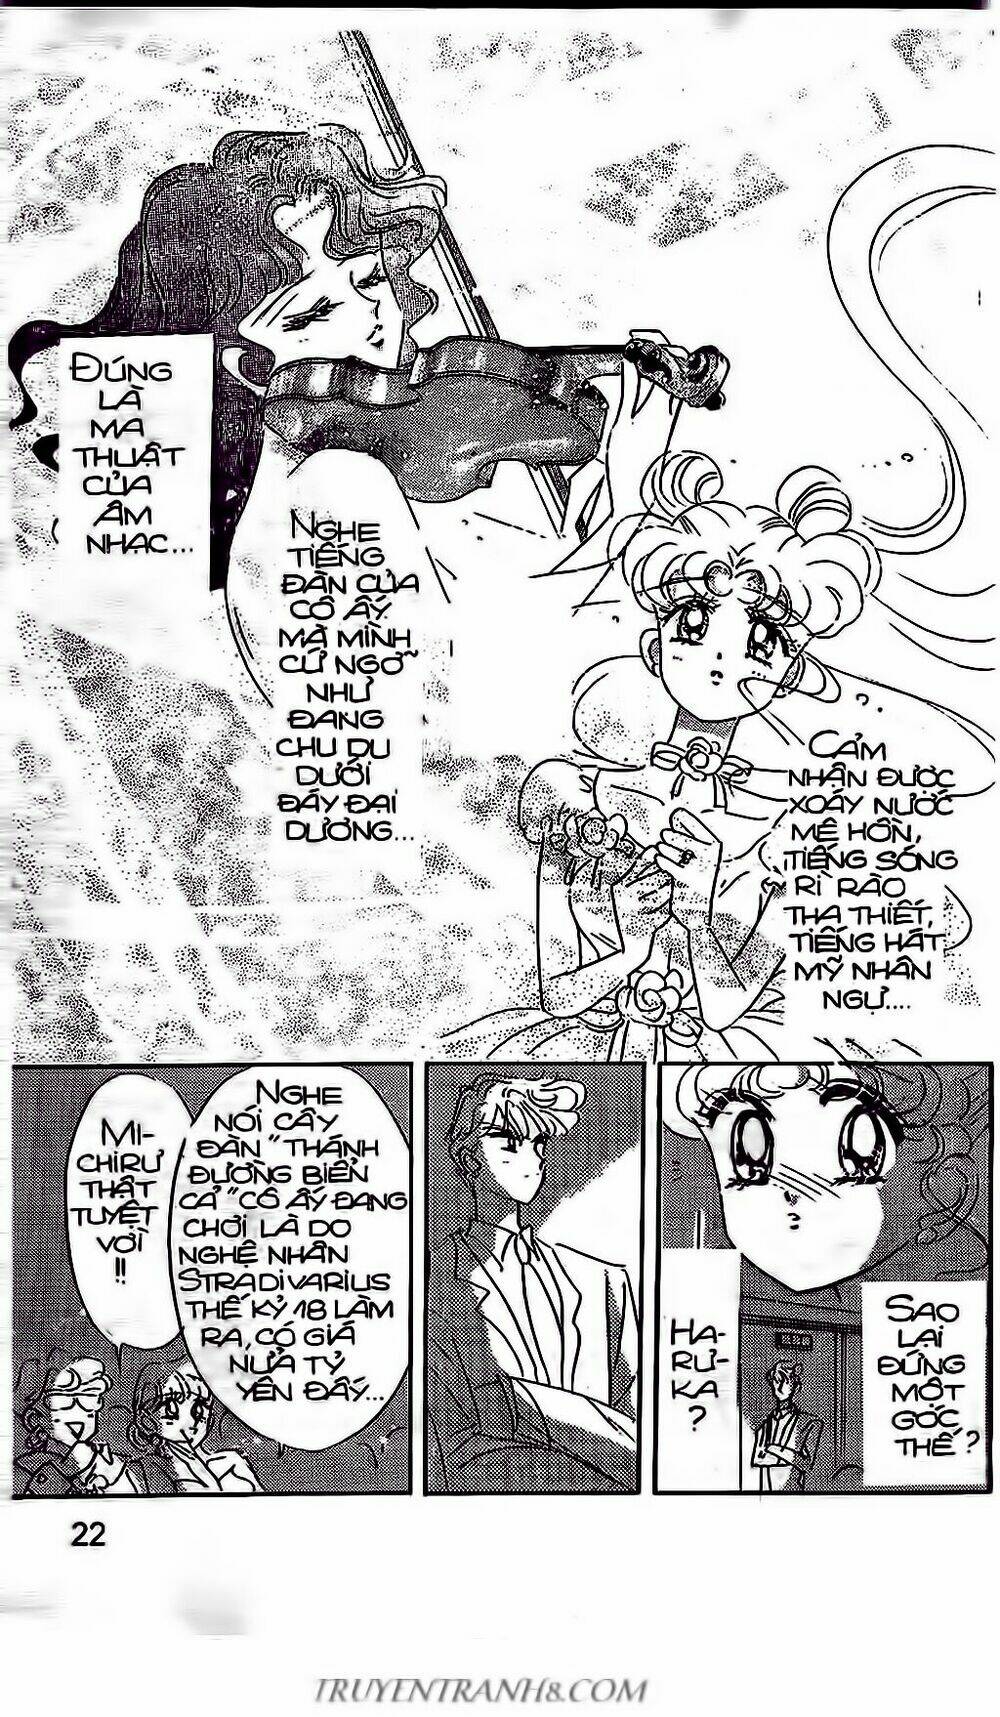 ĐÚNG
LÀ
MA
THUẬT
CỦA
ÂM
NHẠC...
NGHE
TIẾNG
ĐÀN CỦA
CÔ ẤY
MÀ MÌNH
CỨ NGỠ
NHƯ
ĐANG
CHU DU
DƯỚI
ĐÁY ĐẠI
DƯƠNG...
CẢM
NHẬN ĐƯỢC
XOÁY NƯỚC
MÊ HỒN,
TIẾNG SÓNG
RÌ RÀO
THA THIẾT,
TIẾNG HÁT
MỸ NHÂN
NGƯ....
MI-
CHIRƯ
THẬT
TUYỆT
VỜI
!!
NGHE
NÓI CÂY
ĐÀN "THÁNH
ĐƯỜNG BIỂN
CẢ" CÔ ẤY ĐANG
CHƠI LÀ DO
NGHỆ NHÂN
STRADIVARIUS
THẾ KỶ 18 LÀM
RA, CÓ GIÁ
NỬA TỶ
YÊN ĐẤY...
HA-
RƯ-
KA
?
SAO
LẠI
ĐỨNG
MỘT
GÓC
THẾ?
22
TRUYENTRANH8.COM